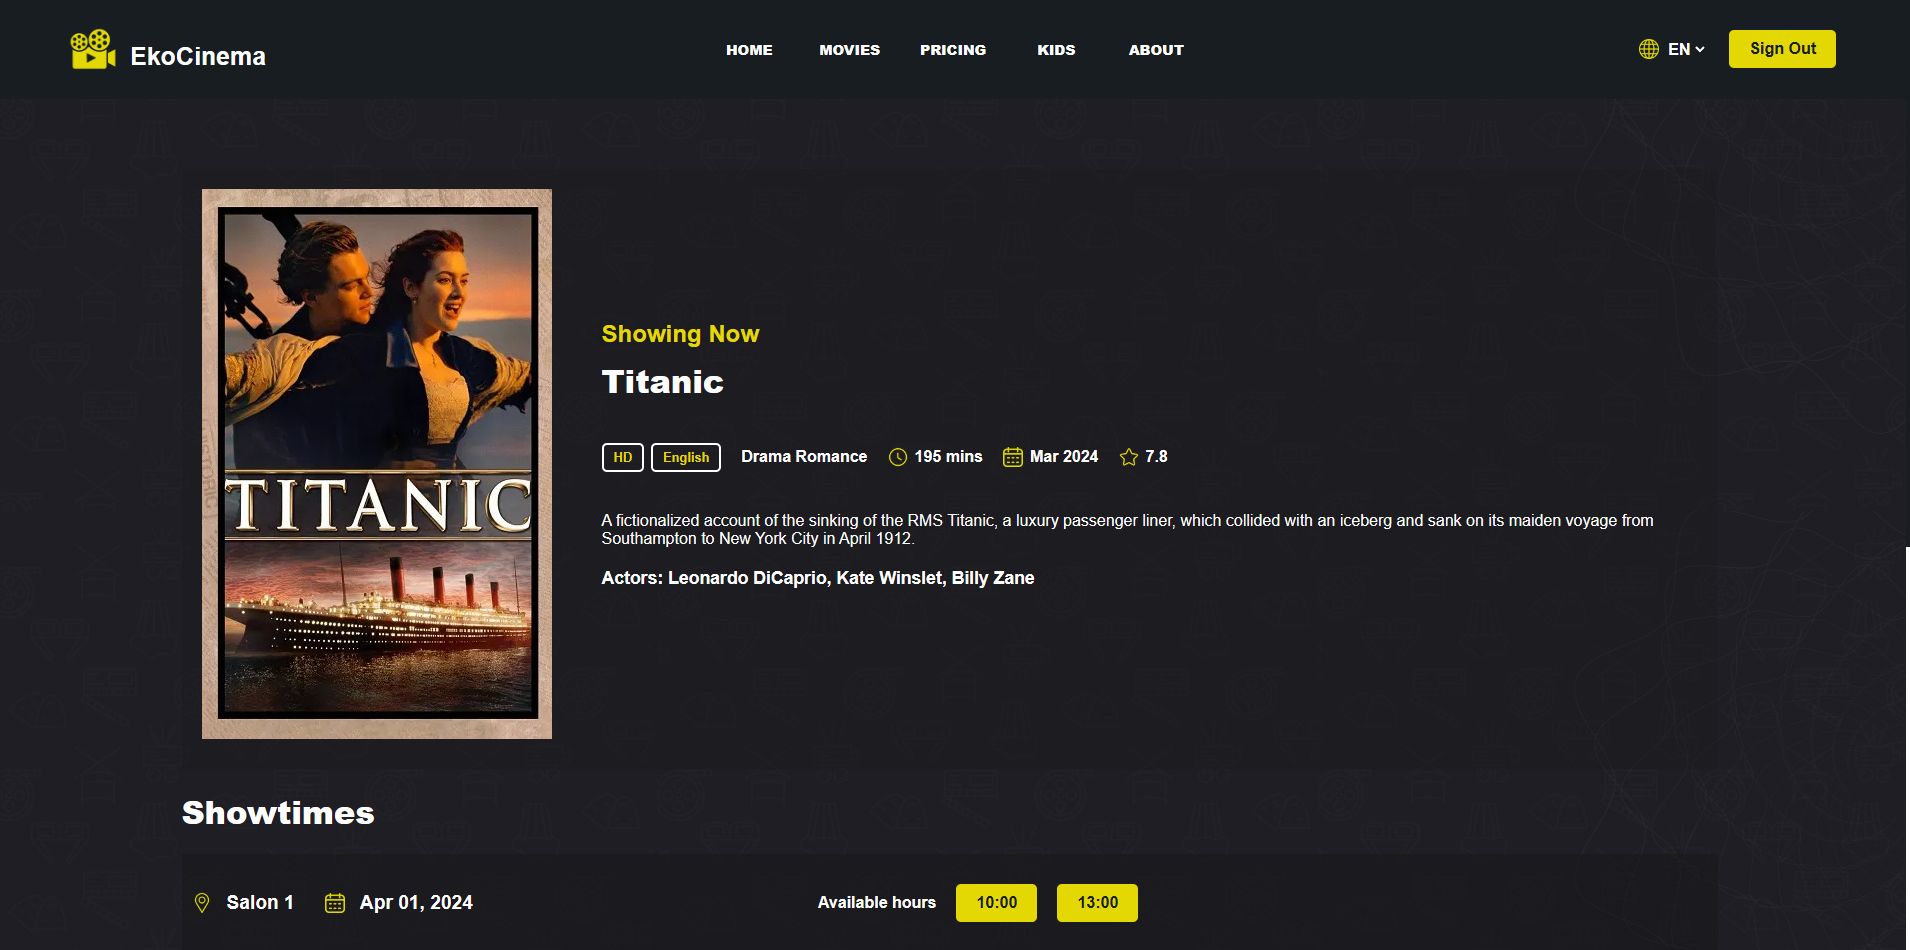 EkoCinema
HOME MOVIES PRICING KIDS ABOUT
EN
Sign Out
TITANIC
Showing Now
Titanic
HD English Drama Romance 195 mins Mar 2024 7.8
A fictionalized account of the sinking of the RMS Titanic, a luxury passenger liner, which collided with an iceberg and sank on its maiden voyage from
Southampton to New York City in April 1912.
Actors: Leonardo DiCaprio, Kate Winslet, Billy Zane
Showtimes
Salon 1 Apr 01, 2024 Available hours 10:00 13:00